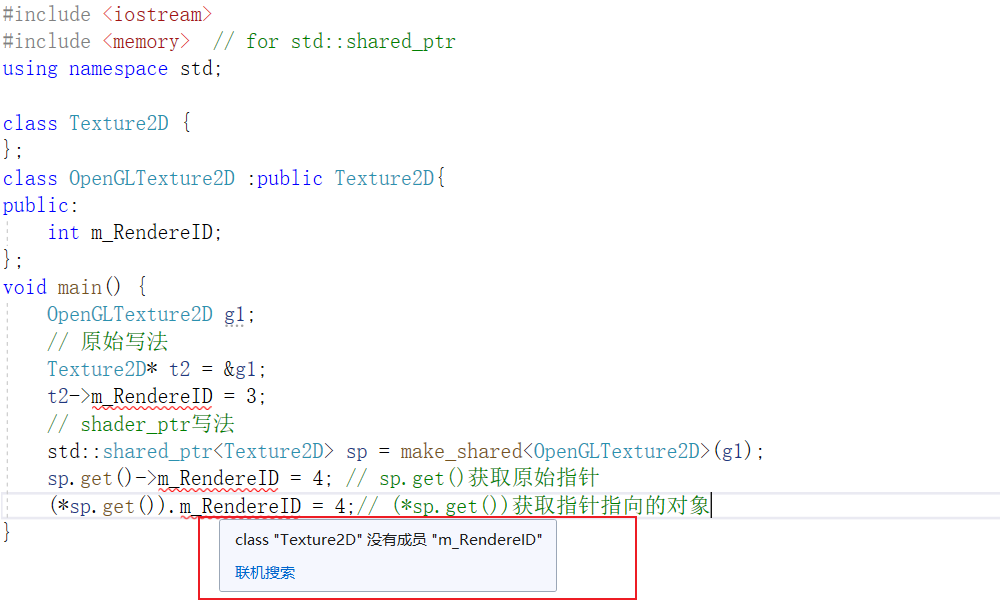 #include <iostream>
#include <memory>  // for std::shared_ptr
using namespace std;

class Texture2D {
};
class OpenGLTexture2D :public Texture2D{
public:
    int m_RendereID;
};
void main() {
    OpenGLTexture2D g1;
    // 原始写法
    Texture2D* t2 = &g1;
    t2->m_RendereID = 3;
    // shader_ptr写法
    std::shared_ptr<Texture2D> sp = make_shared<OpenGLTexture2D>(g1);
    sp.get()->m_RendereID = 4; // sp.get()获取原始指针
    (*sp.get()).m_RendereID = 4;// (*sp.get())获取指针指向的对象
}
class "Texture2D" 没有成员 "m_RendereID"
联机搜索